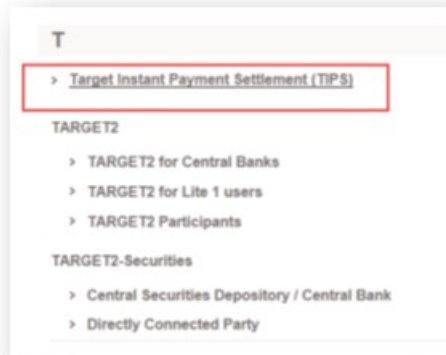 T
> Target Instant Payment Settlement (TIPS)
TARGET2
> TARGET2 for Central Banks
> TARGET2 for Lite 1 users
> TARGET2 Participants
TARGET2-Securities
> Central Securities Depository / Central Bank
> Directly Connected Party